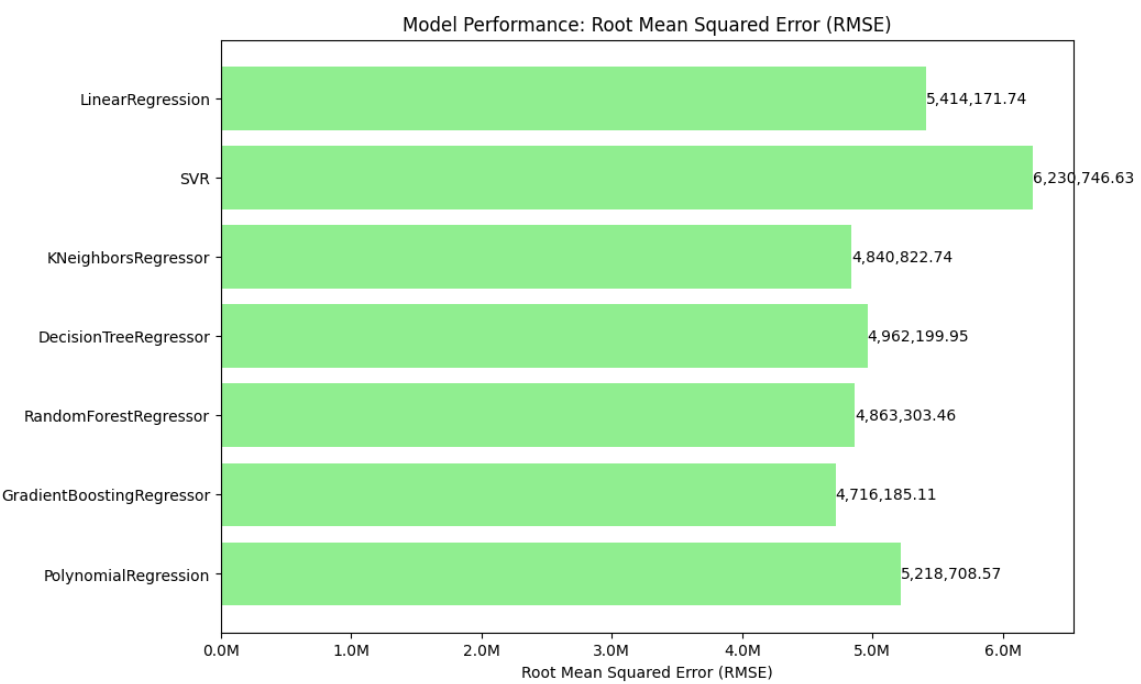 Model Performance: Root Mean Squared Error (RMSE)
LinearRegression 5,414,171.74
SVR 6,230,746.63
KNeighborsRegressor 4,840,822.74
DecisionTreeRegressor 4,962,199.95
RandomForestRegressor 4,863,303.46
GradientBoostingRegressor 4,716,185.11
PolynomialRegression 5,218,708.57
0.0M 1.0M 2.0M 3.0M 4.0M 5.0M 6.0M
Root Mean Squared Error (RMSE)